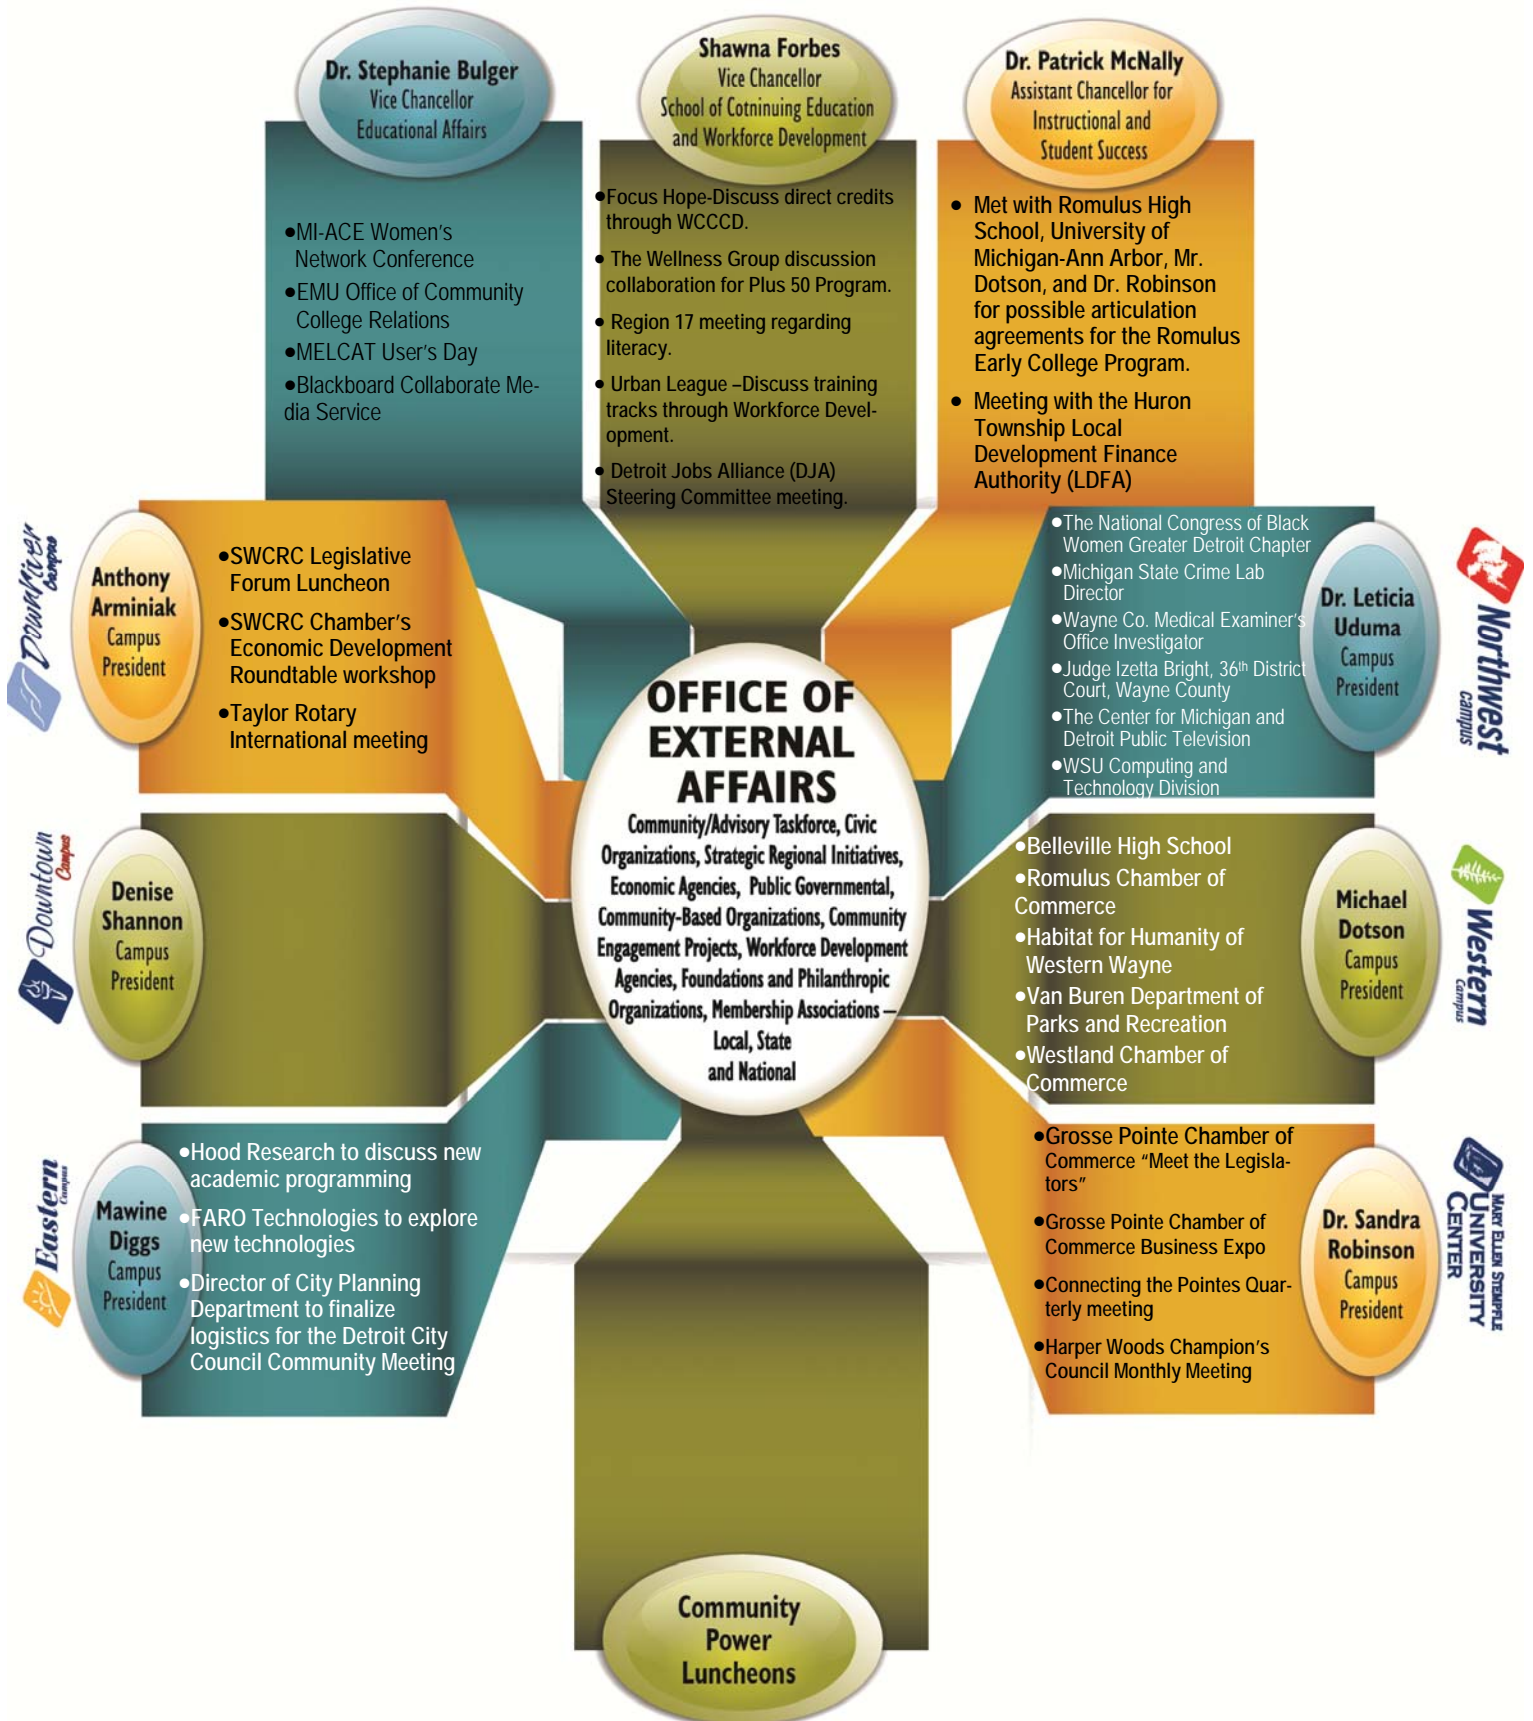 Dr. Stephanie Bulger
Vice Chancellor
Educational Affairs
●MI-ACE Women's
Network Conference
●EMU Office of Community
College Relations
●MELCAT User's Day
●Blackboard Collaborate Me-
dia Service
Shawna Forbes
Vice Chancellor
School of Cotninuing Education
and Workforce Development
●Focus Hope-Discuss direct credits
through WCCCD.
● The Wellness Group discussion
collaboration for Plus 50 Program.
● Region 17 meeting regarding
literacy.
● Urban League –Discuss training
tracks through Workforce Devel-
opment.
● Detroit Jobs Alliance (DJA)
Steering Committee meeting.
Dr. Patrick McNally
Assistant Chancellor for
Instructional and
Student Success
● Met with Romulus High
School, University of
Michigan-Ann Arbor, Mr.
Dotson, and Dr. Robinson
for possible articulation
agreements for the Romulus
Early College Program.
● Meeting with the Huron
Township Local
Development Finance
Authority (LDFA)
DownRiver
Campus
Anthony
Arminiak
Campus
President
●SWCRC Legislative
Forum Luncheon
●SWCRC Chamber's
Economic Development
Roundtable workshop
●Taylor Rotary
International meeting
●The National Congress of Black
Women Greater Detroit Chapter
●Michigan State Crime Lab
Director
●Wayne Co. Medical Examiner's
Office Investigator
●Judge Izetta Bright, 36th District
Court, Wayne County
●The Center for Michigan and
Detroit Public Television
●WSU Computing and
Technology Division
Dr. Leticia
Uduma
Campus
President
Northwest
campus
OFFICE OF
EXTERNAL
AFFAIRS
Community/Advisory Taskforce, Civic
Organizations, Strategic Regional Initiatives,
Economic Agencies, Public Governmental,
Community-Based Organizations, Community
Engagement Projects, Workforce Development
Agencies, Foundations and Philanthropic
Organizations, Membership Associations —
Local, State
and National
Downtown
Campus
Denise
Shannon
Campus
President
●Belleville High School
●Romulus Chamber of
Commerce
●Habitat for Humanity of
Western Wayne
●Van Buren Department of
Parks and Recreation
●Westland Chamber of
Commerce
Michael
Dotson
Campus
President
Western
Campus
Eastern
Campus
Mawine
Diggs
Campus
President
●Hood Research to discuss new
academic programming
●FARO Technologies to explore
new technologies
●Director of City Planning
Department to finalize
logistics for the Detroit City
Council Community Meeting
●Grosse Pointe Chamber of
Commerce “Meet the Legisla-
tors”
●Grosse Pointe Chamber of
Commerce Business Expo
●Connecting the Pointes Quar-
terly meeting
●Harper Woods Champion's
Council Monthly Meeting
Dr. Sandra
Robinson
Campus
President
MARY ELLEN STEMPFLE
UNIVERSITY
CENTER
Community
Power
Luncheons